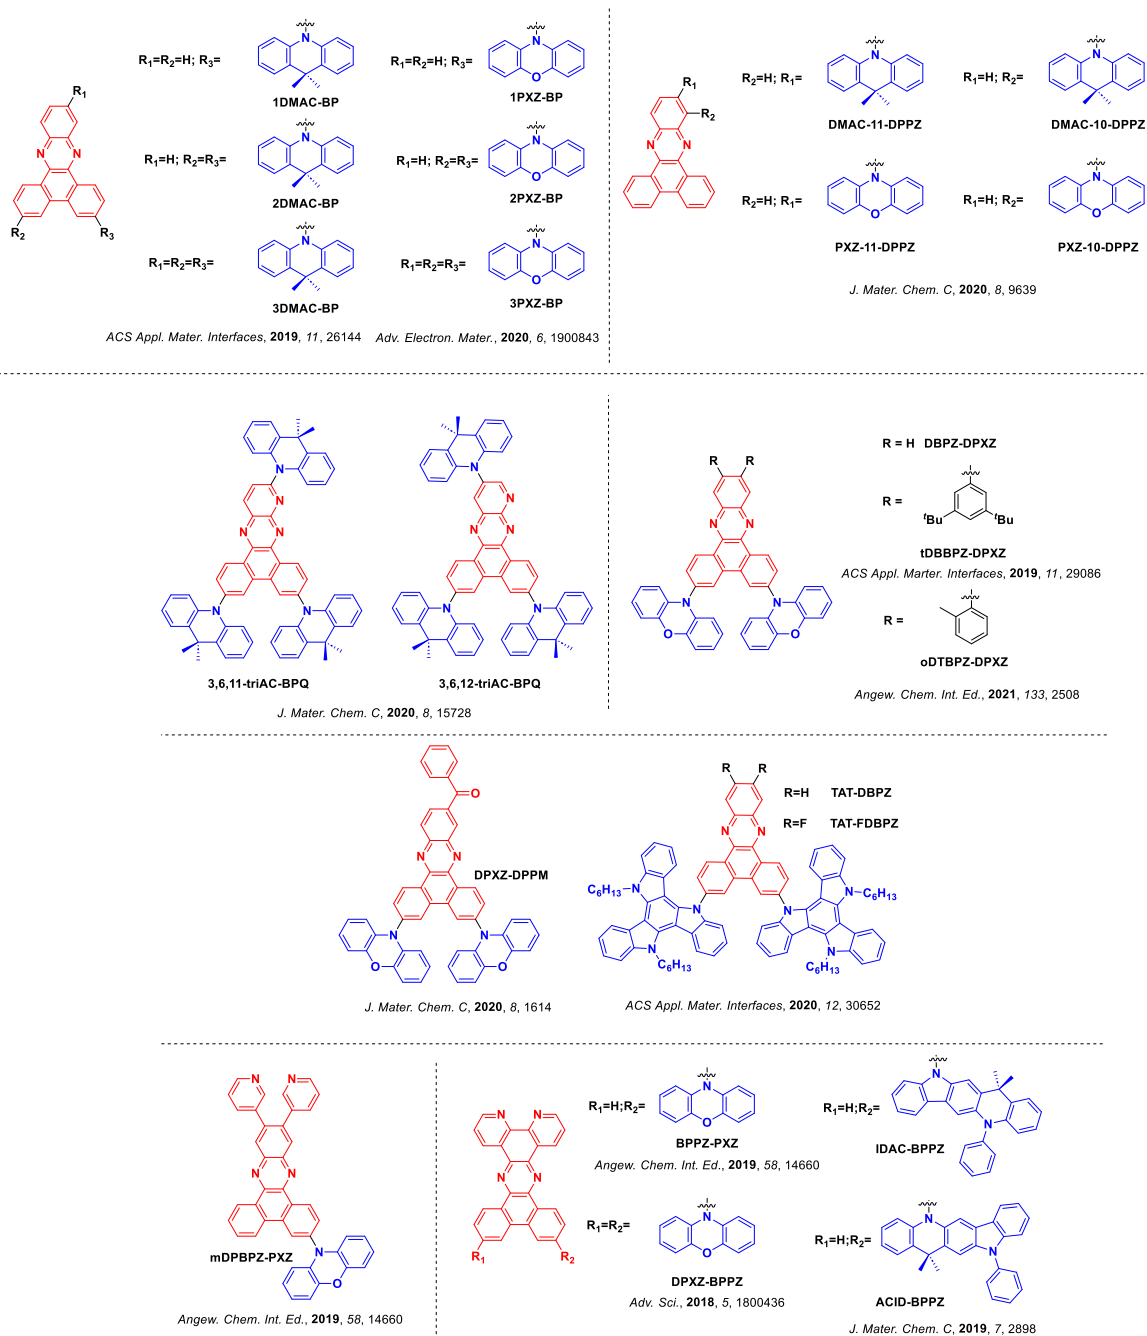 R1
N
N
R2
R3
R1=R2=H; R3=
N
1DMAC-BP
R1=R2=H; R3=
N
O
1PXZ-BP
R1=H; R2=R3=
N
2DMAC-BP
R1=H; R2=R3=
N
O
2PXZ-BP
R1=R2=R3=
N
3DMAC-BP
R1=R2=R3=
N
O
3PXZ-BP
ACS Appl. Mater. Interfaces, 2019, 11, 26144
Adv. Electron. Mater., 2020, 6, 1900843
R1
R2
N
N
R2=H; R1=
N
DMAC-11-DPPZ
R1=H; R2=
N
DMAC-10-DPPZ
R2=H; R1=
N
O
PXZ-11-DPPZ
R1=H; R2=
N
O
PXZ-10-DPPZ
J. Mater. Chem. C, 2020, 8, 9639
N
N
N
N
N
N
3,6,11-triAC-BPQ
N
N
N
N
N
N
3,6,12-triAC-BPQ
J. Mater. Chem. C, 2020, 8, 15728
R
R
N
N
N
N
O
O
R = H DBPZ-DPXZ
R =
tBu
tBu
tDBBPZ-DPXZ
ACS Appl. Marter. Interfaces, 2019, 11, 29086
R =
oDTBPZ-DPXZ
Angew. Chem. Int. Ed., 2021, 133, 2508
O
N
N
DPXZ-DPPM
N
N
O
O
J. Mater. Chem. C, 2020, 8, 1614
R
R
R=H TAT-DBPZ
R=F TAT-FDBPZ
N
N
C6H13
N
N
N
N
C6H13
N
C6H13
N
C6H13
ACS Appl. Mater. Interfaces, 2020, 12, 30652
N
N
N
N
mDPBPZ-PXZ
N
O
Angew. Chem. Int. Ed., 2019, 58, 14660
N
N
N
N
R1
R2
R1=H;R2=
N
O
BPPZ-PXZ
Angew. Chem. Int. Ed., 2019, 58, 14660
R1=R2=
N
O
DPXZ-BPPZ
Adv. Sci., 2018, 5, 1800436
R1=H;R2=
N
N
IDAC-BPPZ
R1=H;R2=
N
N
ACID-BPPZ
J. Mater. Chem. C, 2019, 7, 2898